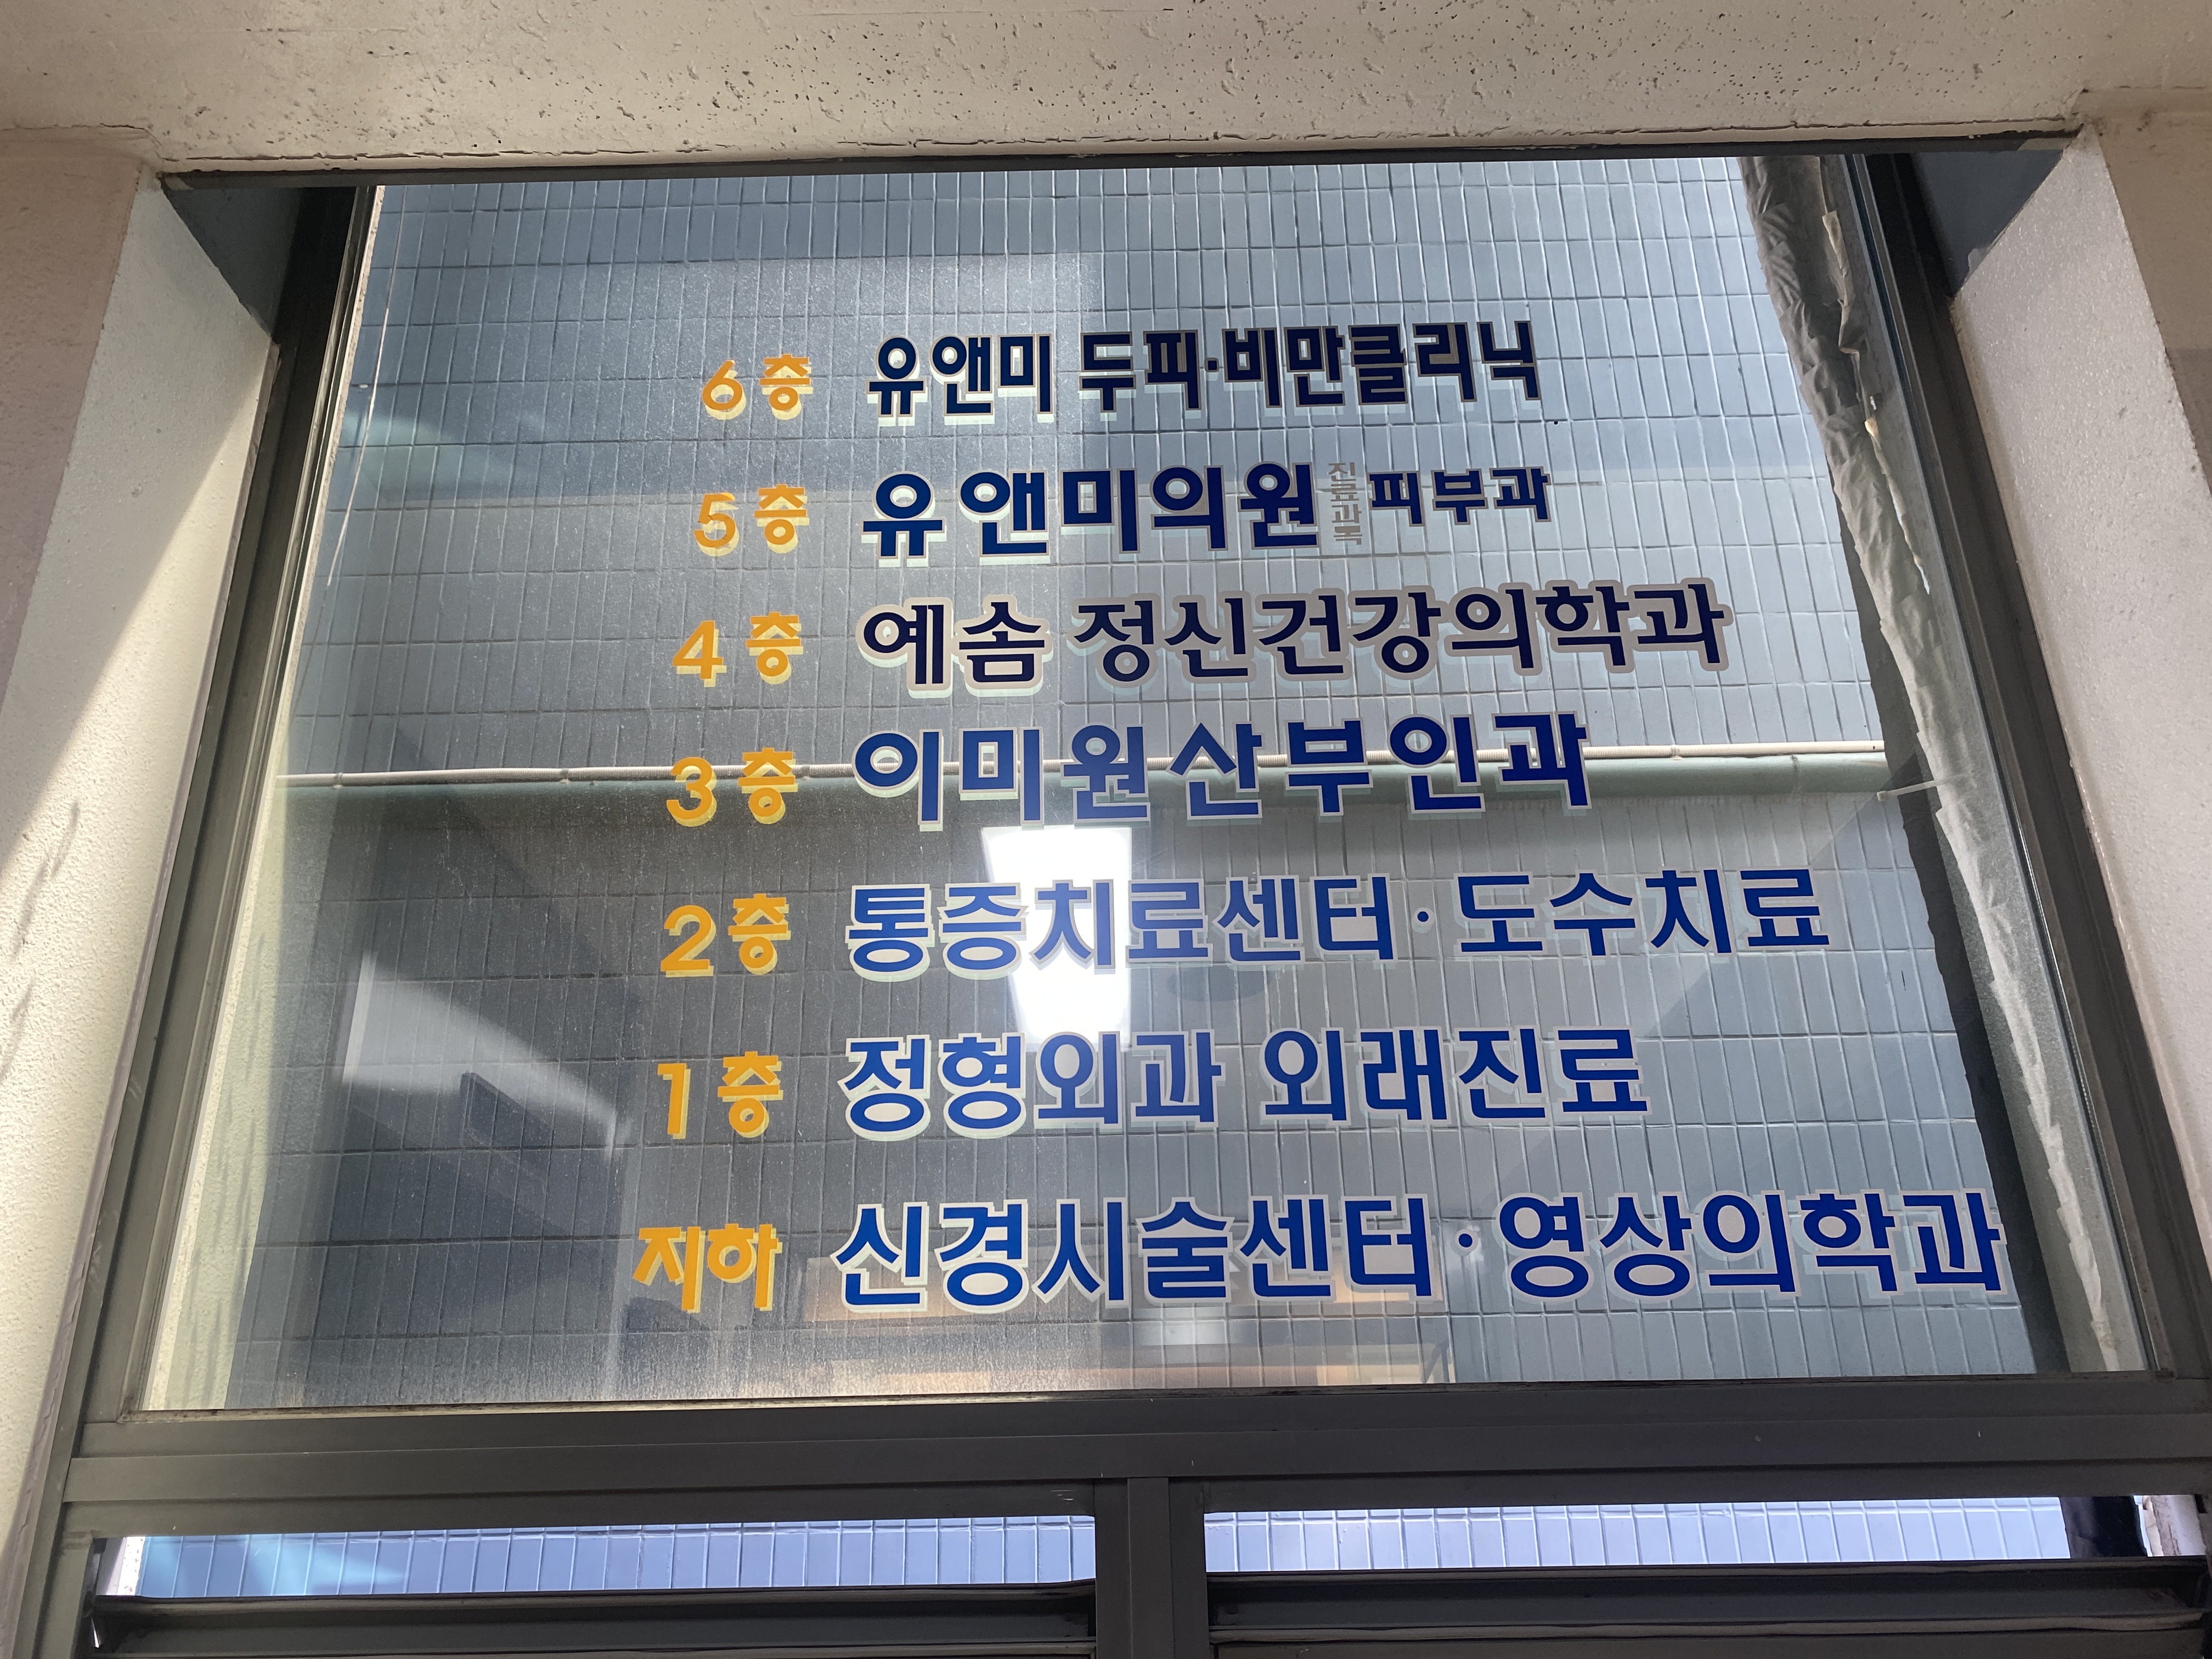 6층 유앤미 두피·비만클리닉
5층 유앤미의원 진료과목 피부과
4층 예솜 정신건강의학과
3층 이미원산부인과
2층 통증치료센터·도수치료
1층 정형외과 외래진료
지하 신경시술센터·영상의학과